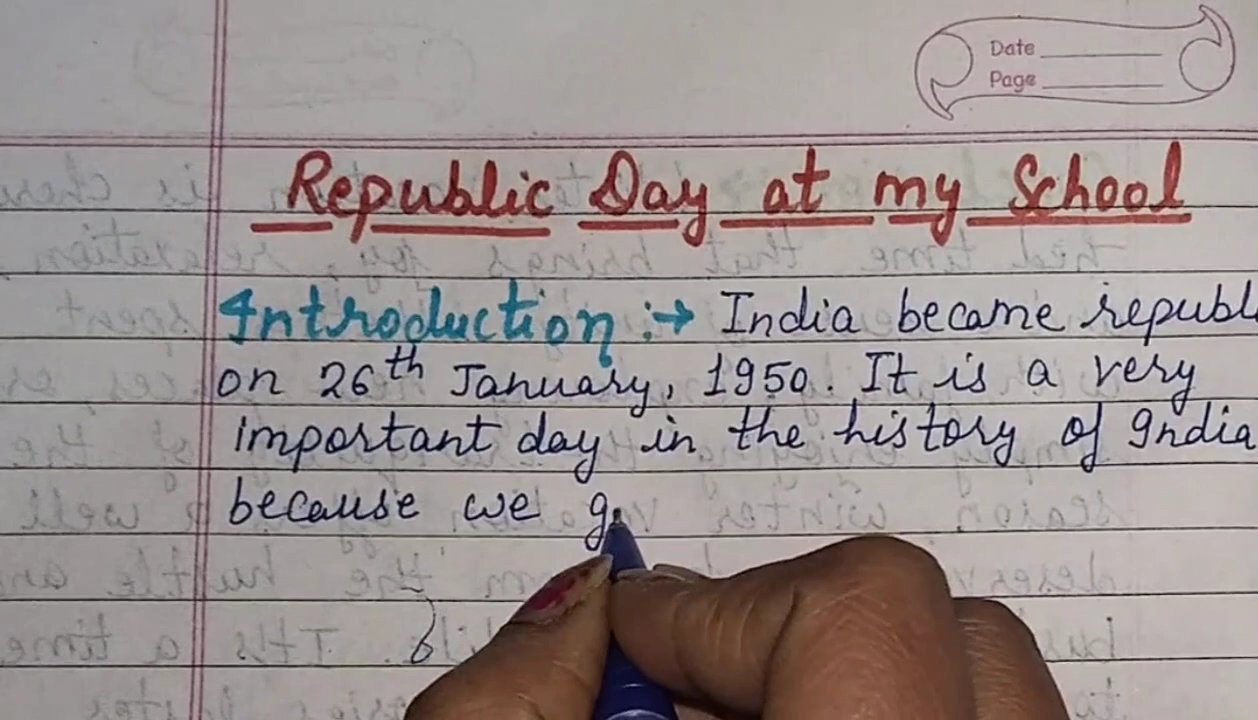 Date
Page
Republic Day at my School
Introduction :→ India became republ
on 26th January, 1950. It is a very
important day in the history of India
because we g